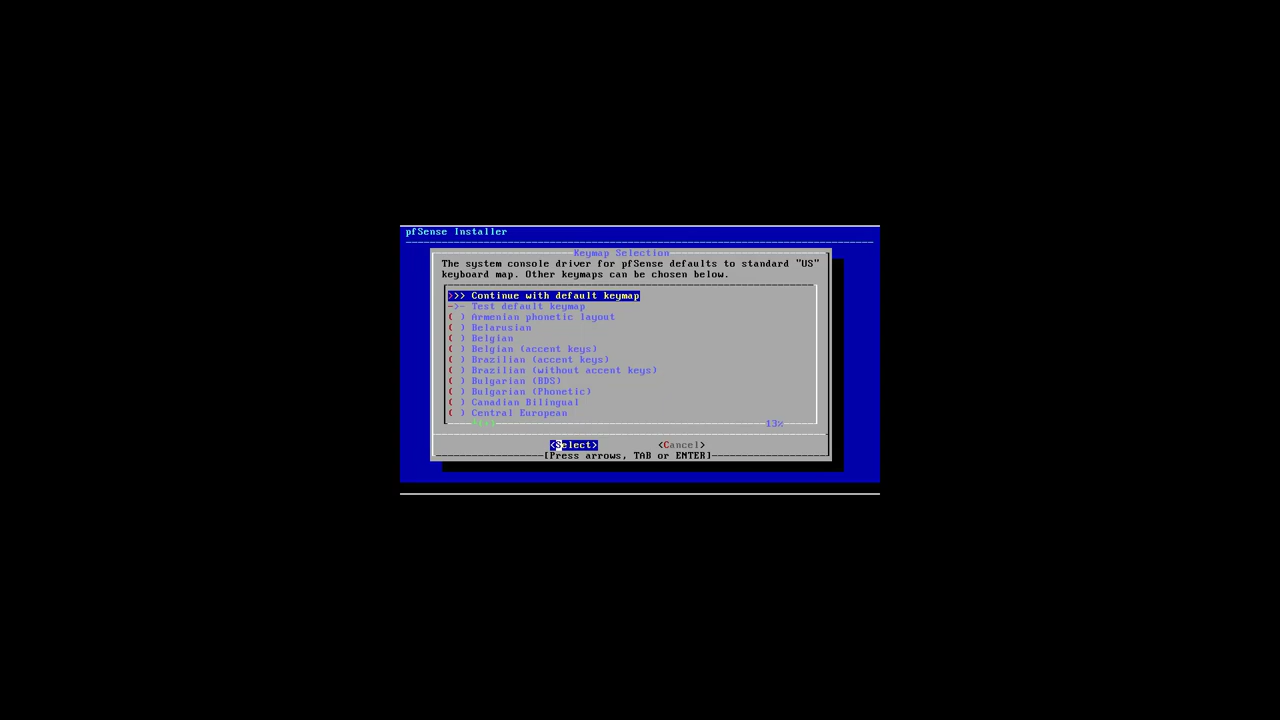 pfSense Installer
Keymap Selection
The system console driver for pfSense defaults to standard "US"
keyboard map. Other keymaps can be chosen below.
>>> Continue with default keymap
->- Test default keymap
( ) Armenian phonetic layout
( ) Belarusian
( ) Belgian
( ) Belgian (accent keys)
( ) Brazilian (accent keys)
( ) Brazilian (without accent keys)
( ) Bulgarian (BDS)
( ) Bulgarian (Phonetic)
( ) Canadian Bilingual
( ) Central European
13%
<Select> <Cancel>
[Press arrows, TAB or ENTER]